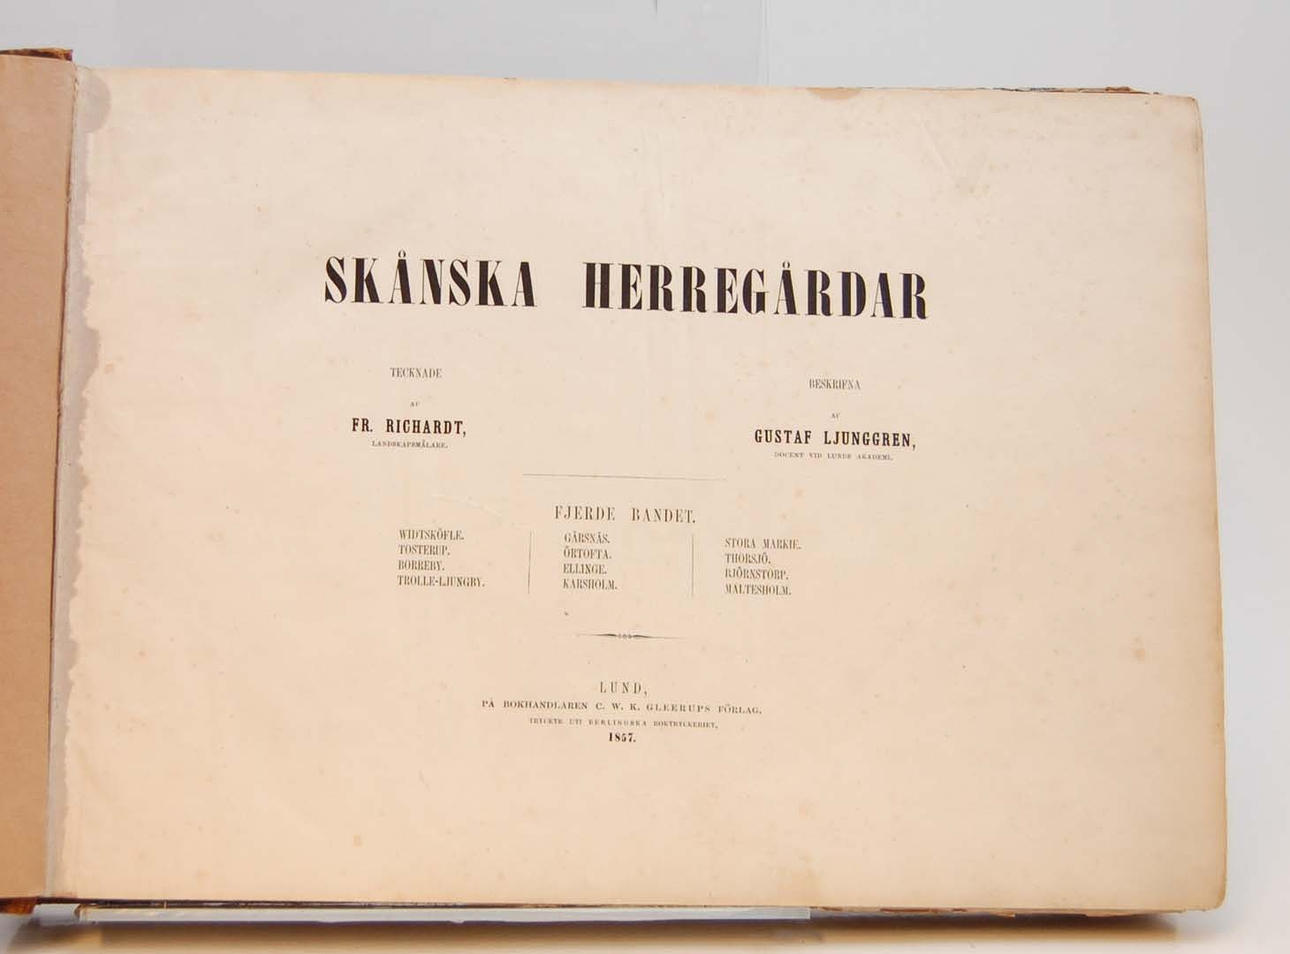 SKÅNSKA HERREGÅRDAR
TECKNADE
AF
FR. RICHARDT,
LANDSKAPSMÅLARE.
BESKRIFNA
AF
GUSTAF LJUNGGREN,
DOCENT VID LUNDS AKADEMI.
FJERDE BANDET.
WIDTSKÖFLE.
TOSTERUP.
BORREBY.
TROLLE-LJUNGBY.
GÄRSNÄS.
ÖRTOFTA.
ELLINGE.
KARSHOLM.
STORA MARKIE.
THORSJÖ.
BJÖRNSTORP.
MALTESHOLM.
LUND,
PÅ BOKHANDLAREN C. W. K. GLEERUPS FÖRLAG.
TRYCKTE UTI BERLINGSKA BOKTRYCKERIET,
1857.